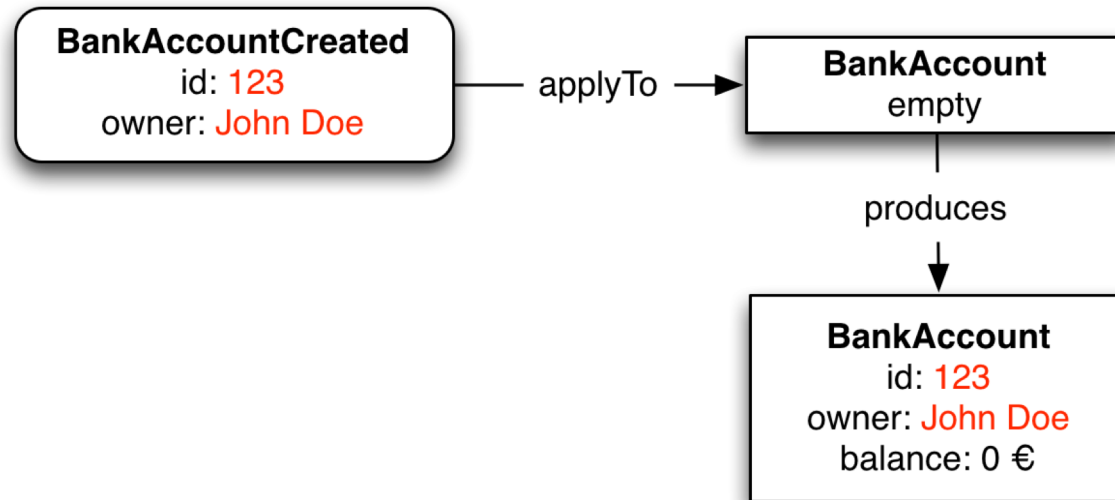 BankAccountCreated
id: 123
owner: John Doe
applyTo
BankAccount
empty
produces
BankAccount
id: 123
owner: John Doe
balance: 0 €